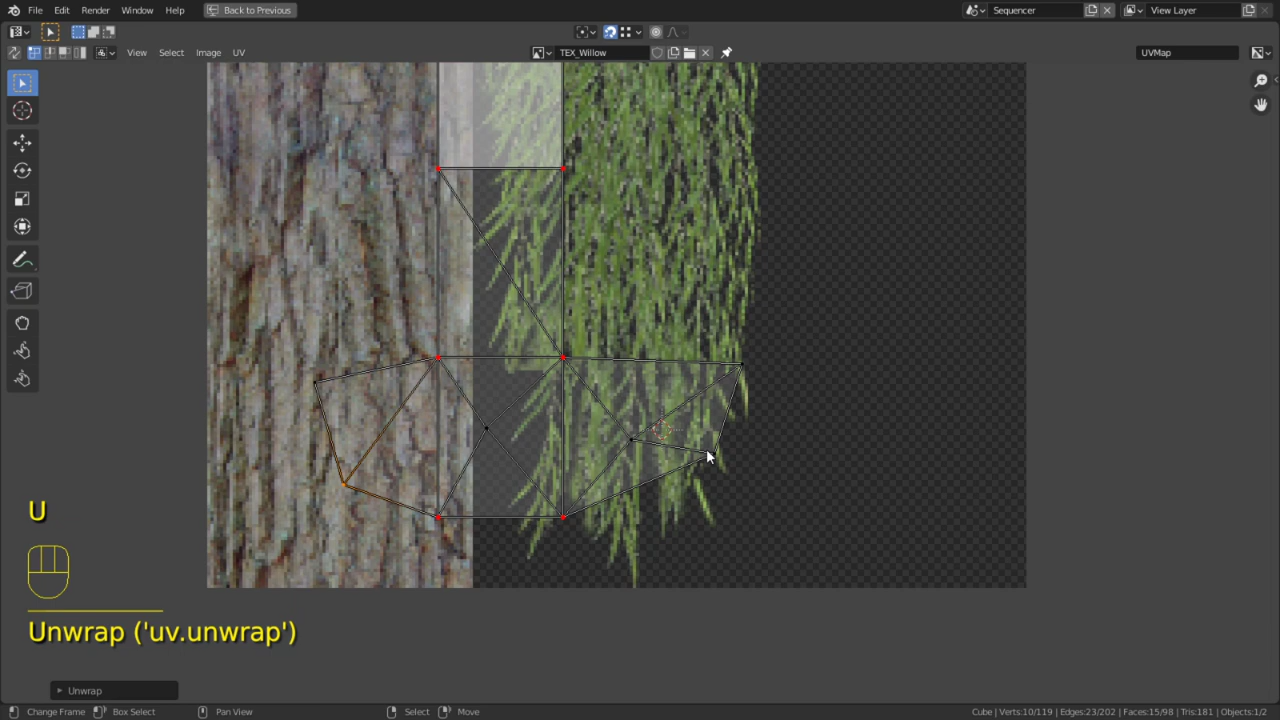 File Edit Render Window Help Back to Previous Sequencer View Layer
View Select Image UV TEX_Willow UVMap
U
Unwrap ('uv.unwrap')
Unwrap
Change Frame Box Select Pan View Select Move Cube | Verts:10/119 | Edges:23/202 | Faces:15/98 | Tris:181 | Objects:1/2